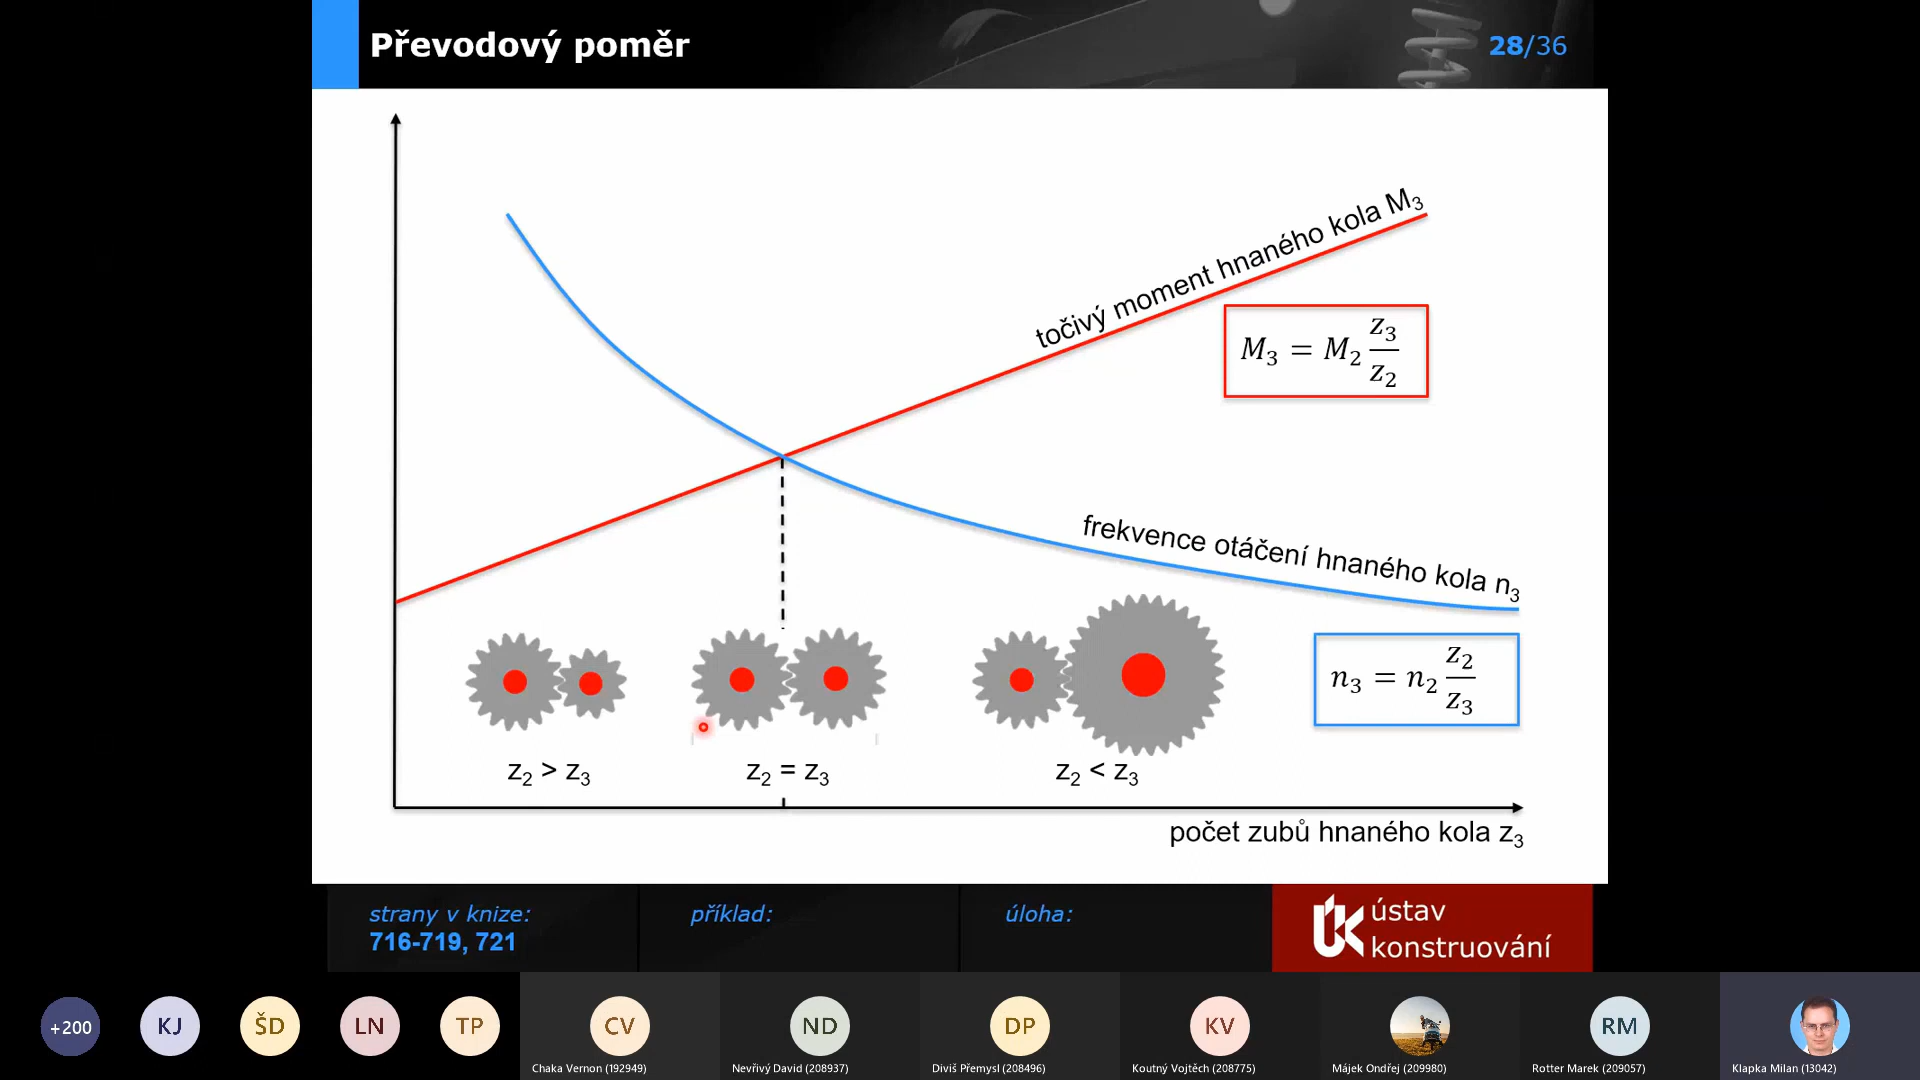 Převodový poměr
28/36
točivý moment hnaného kola M₃
M₃ = M₂ z₃/z₂
frekvence otáčení hnaného kola n₃
n₃ = n₂ z₂/z₃
z₂ > z₃
z₂ = z₃
z₂ < z₃
počet zubů hnaného kola z₃
strany v knize:
716-719, 721
příklad:
úloha:
ÚK
ústav
konstruování
+200
KJ
ŠD
LN
TP
CV
ND
DP
KV
RM
Chaka Vernon (192949)
Nevřivý David (208937)
Diviš Přemysl (208496)
Koutný Vojtěch (208775)
Májek Ondřej (209980)
Rotter Marek (209057)
Klapka Milan (13042)